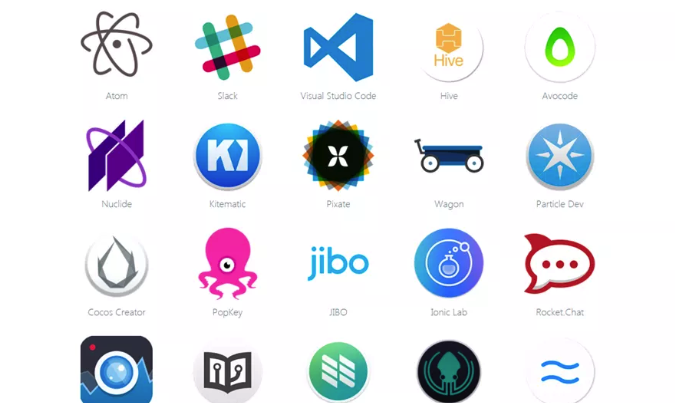 Hive
Atom
Slack
Visual Studio Code
Hive
Avocode
K
Nuclide
Kitematic
Pixate
Wagon
Particle Dev
jibo
Cocos Creator
PopKey
JIBO
Ionic Lab
Rocket.Chat